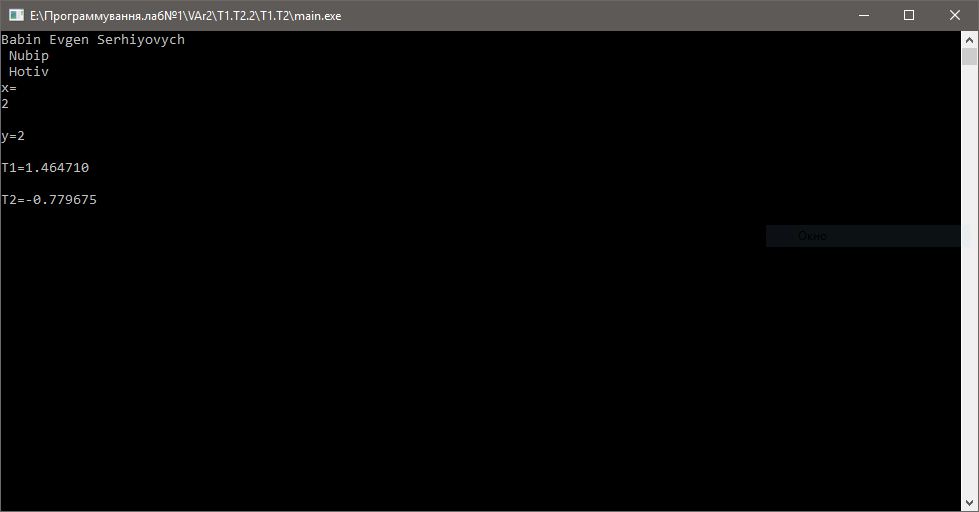 E:\Программування.лаб№1\VAr2\T1.T2.2\T1.T2\main.exe
Babin Evgen Serhiyovych
Nubip
Hotiv
x=
2
y=2
T1=1.464710
T2=-0.779675
Окно